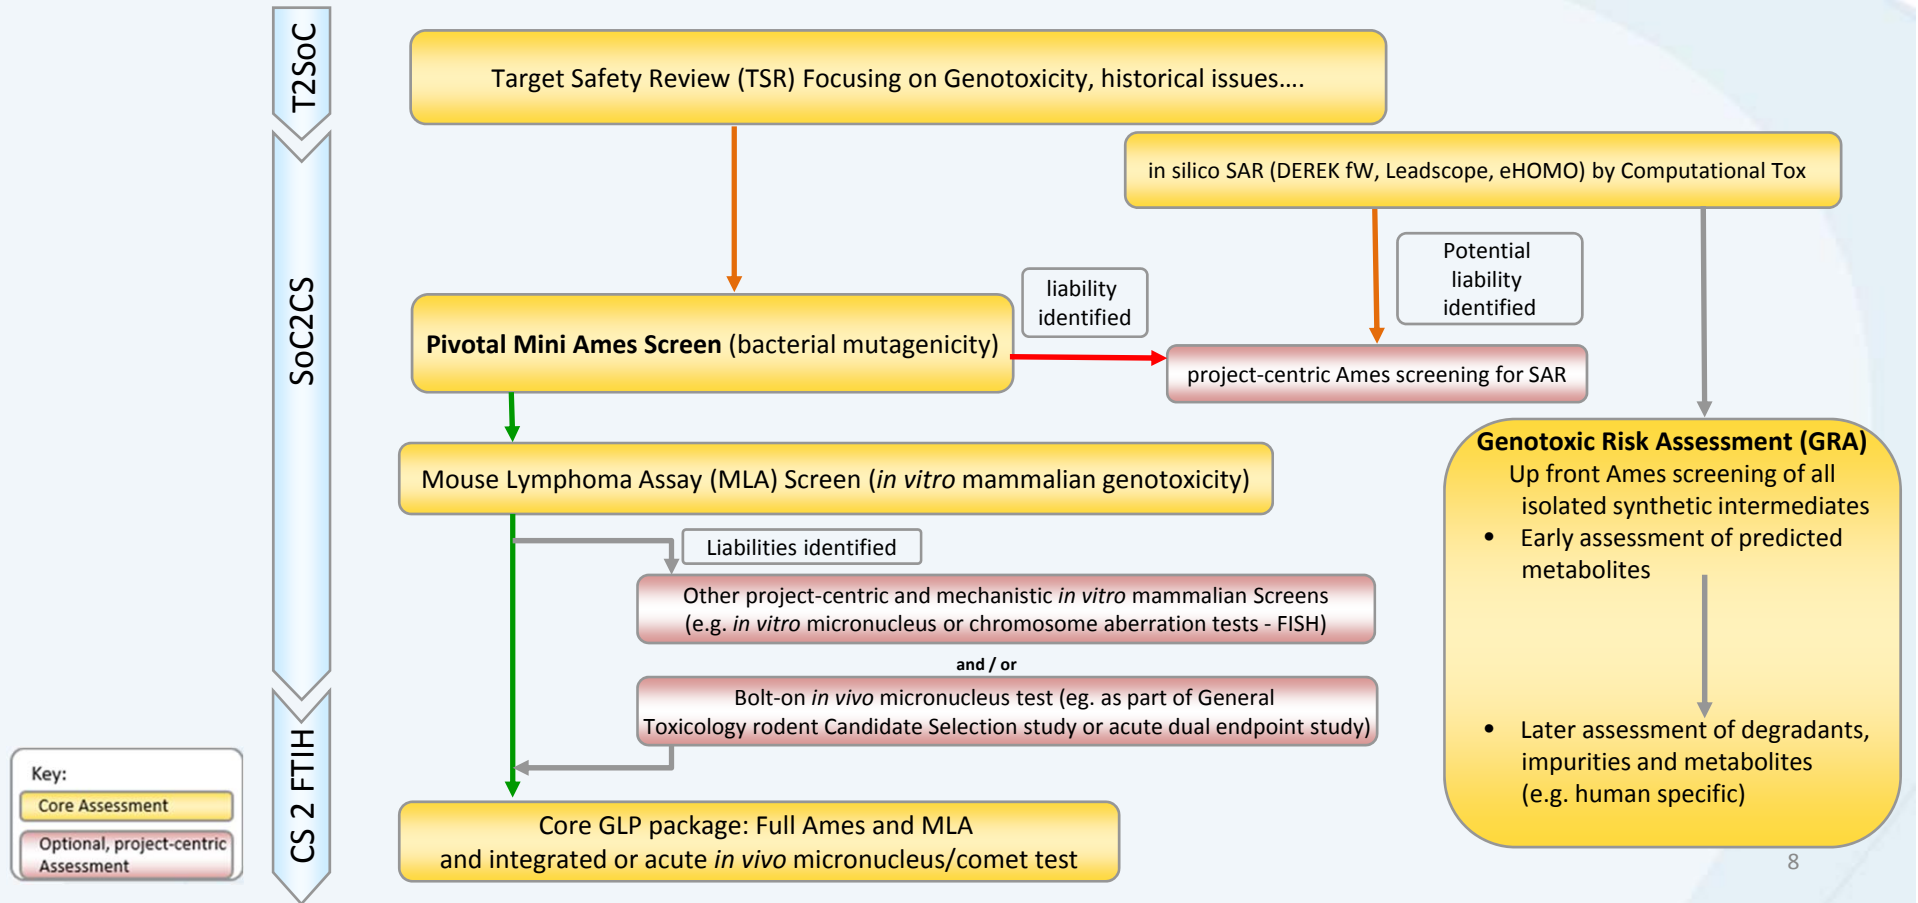 T2SoC
Target Safety Review (TSR) Focusing on Genotoxicity, historical issues....
in silico SAR (DEREK fW, Leadscope, eHOMO) by Computational Tox
SoC2CS
Potential
liability
identified
liability
identified
Pivotal Mini Ames Screen (bacterial mutagenicity)
project-centric Ames screening for SAR
Mouse Lymphoma Assay (MLA) Screen (in vitro mammalian genotoxicity)
Liabilities identified
Other project-centric and mechanistic in vitro mammalian Screens
(e.g. in vitro micronucleus or chromosome aberration tests - FISH)
and / or
Bolt-on in vivo micronucleus test (eg. as part of General
Toxicology rodent Candidate Selection study or acute dual endpoint study)
Genotoxic Risk Assessment (GRA)
Up front Ames screening of all
isolated synthetic intermediates
• Early assessment of predicted
metabolites
• Later assessment of degradants,
impurities and metabolites
(e.g. human specific)
CS 2 FTIH
Core GLP package: Full Ames and MLA
and integrated or acute in vivo micronucleus/comet test
Key:
Core Assessment
Optional, project-centric
Assessment
8